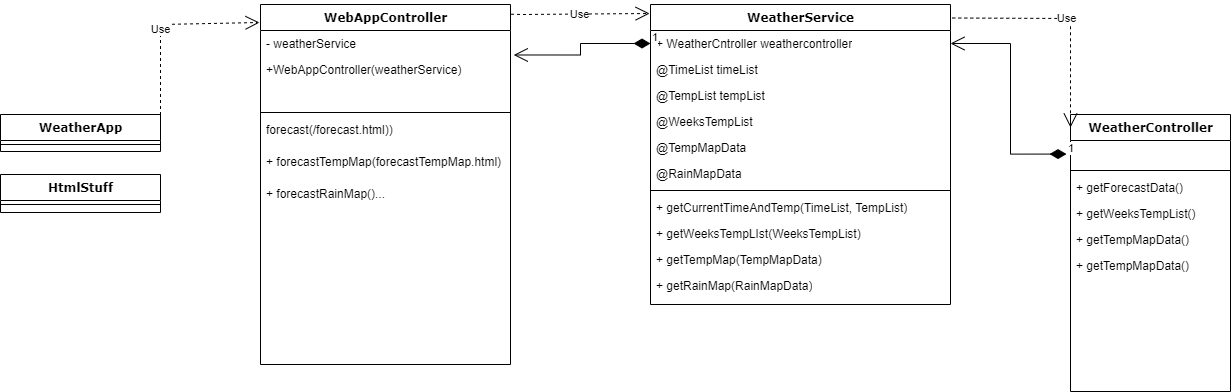 WeatherApp
HtmlStuff
Use
WebAppController
- weatherService
+WebAppController(weatherService)
forecast(/forecast.html))
+ forecastTempMap(forecastTempMap.html)
+ forecastRainMap()...
Use
WeatherService
1
+ WeatherCntroller weathercontroller
@TimeList timeList
@TempList tempList
@WeeksTempList
@TempMapData
@RainMapData
+ getCurrentTimeAndTemp(TimeList, TempList)
+ getWeeksTempLIst(WeeksTempList)
+ getTempMap(TempMapData)
+ getRainMap(RainMapData)
Use
WeatherController
1
+ getForecastData()
+ getWeeksTempList()
+ getTempMapData()
+ getTempMapData()